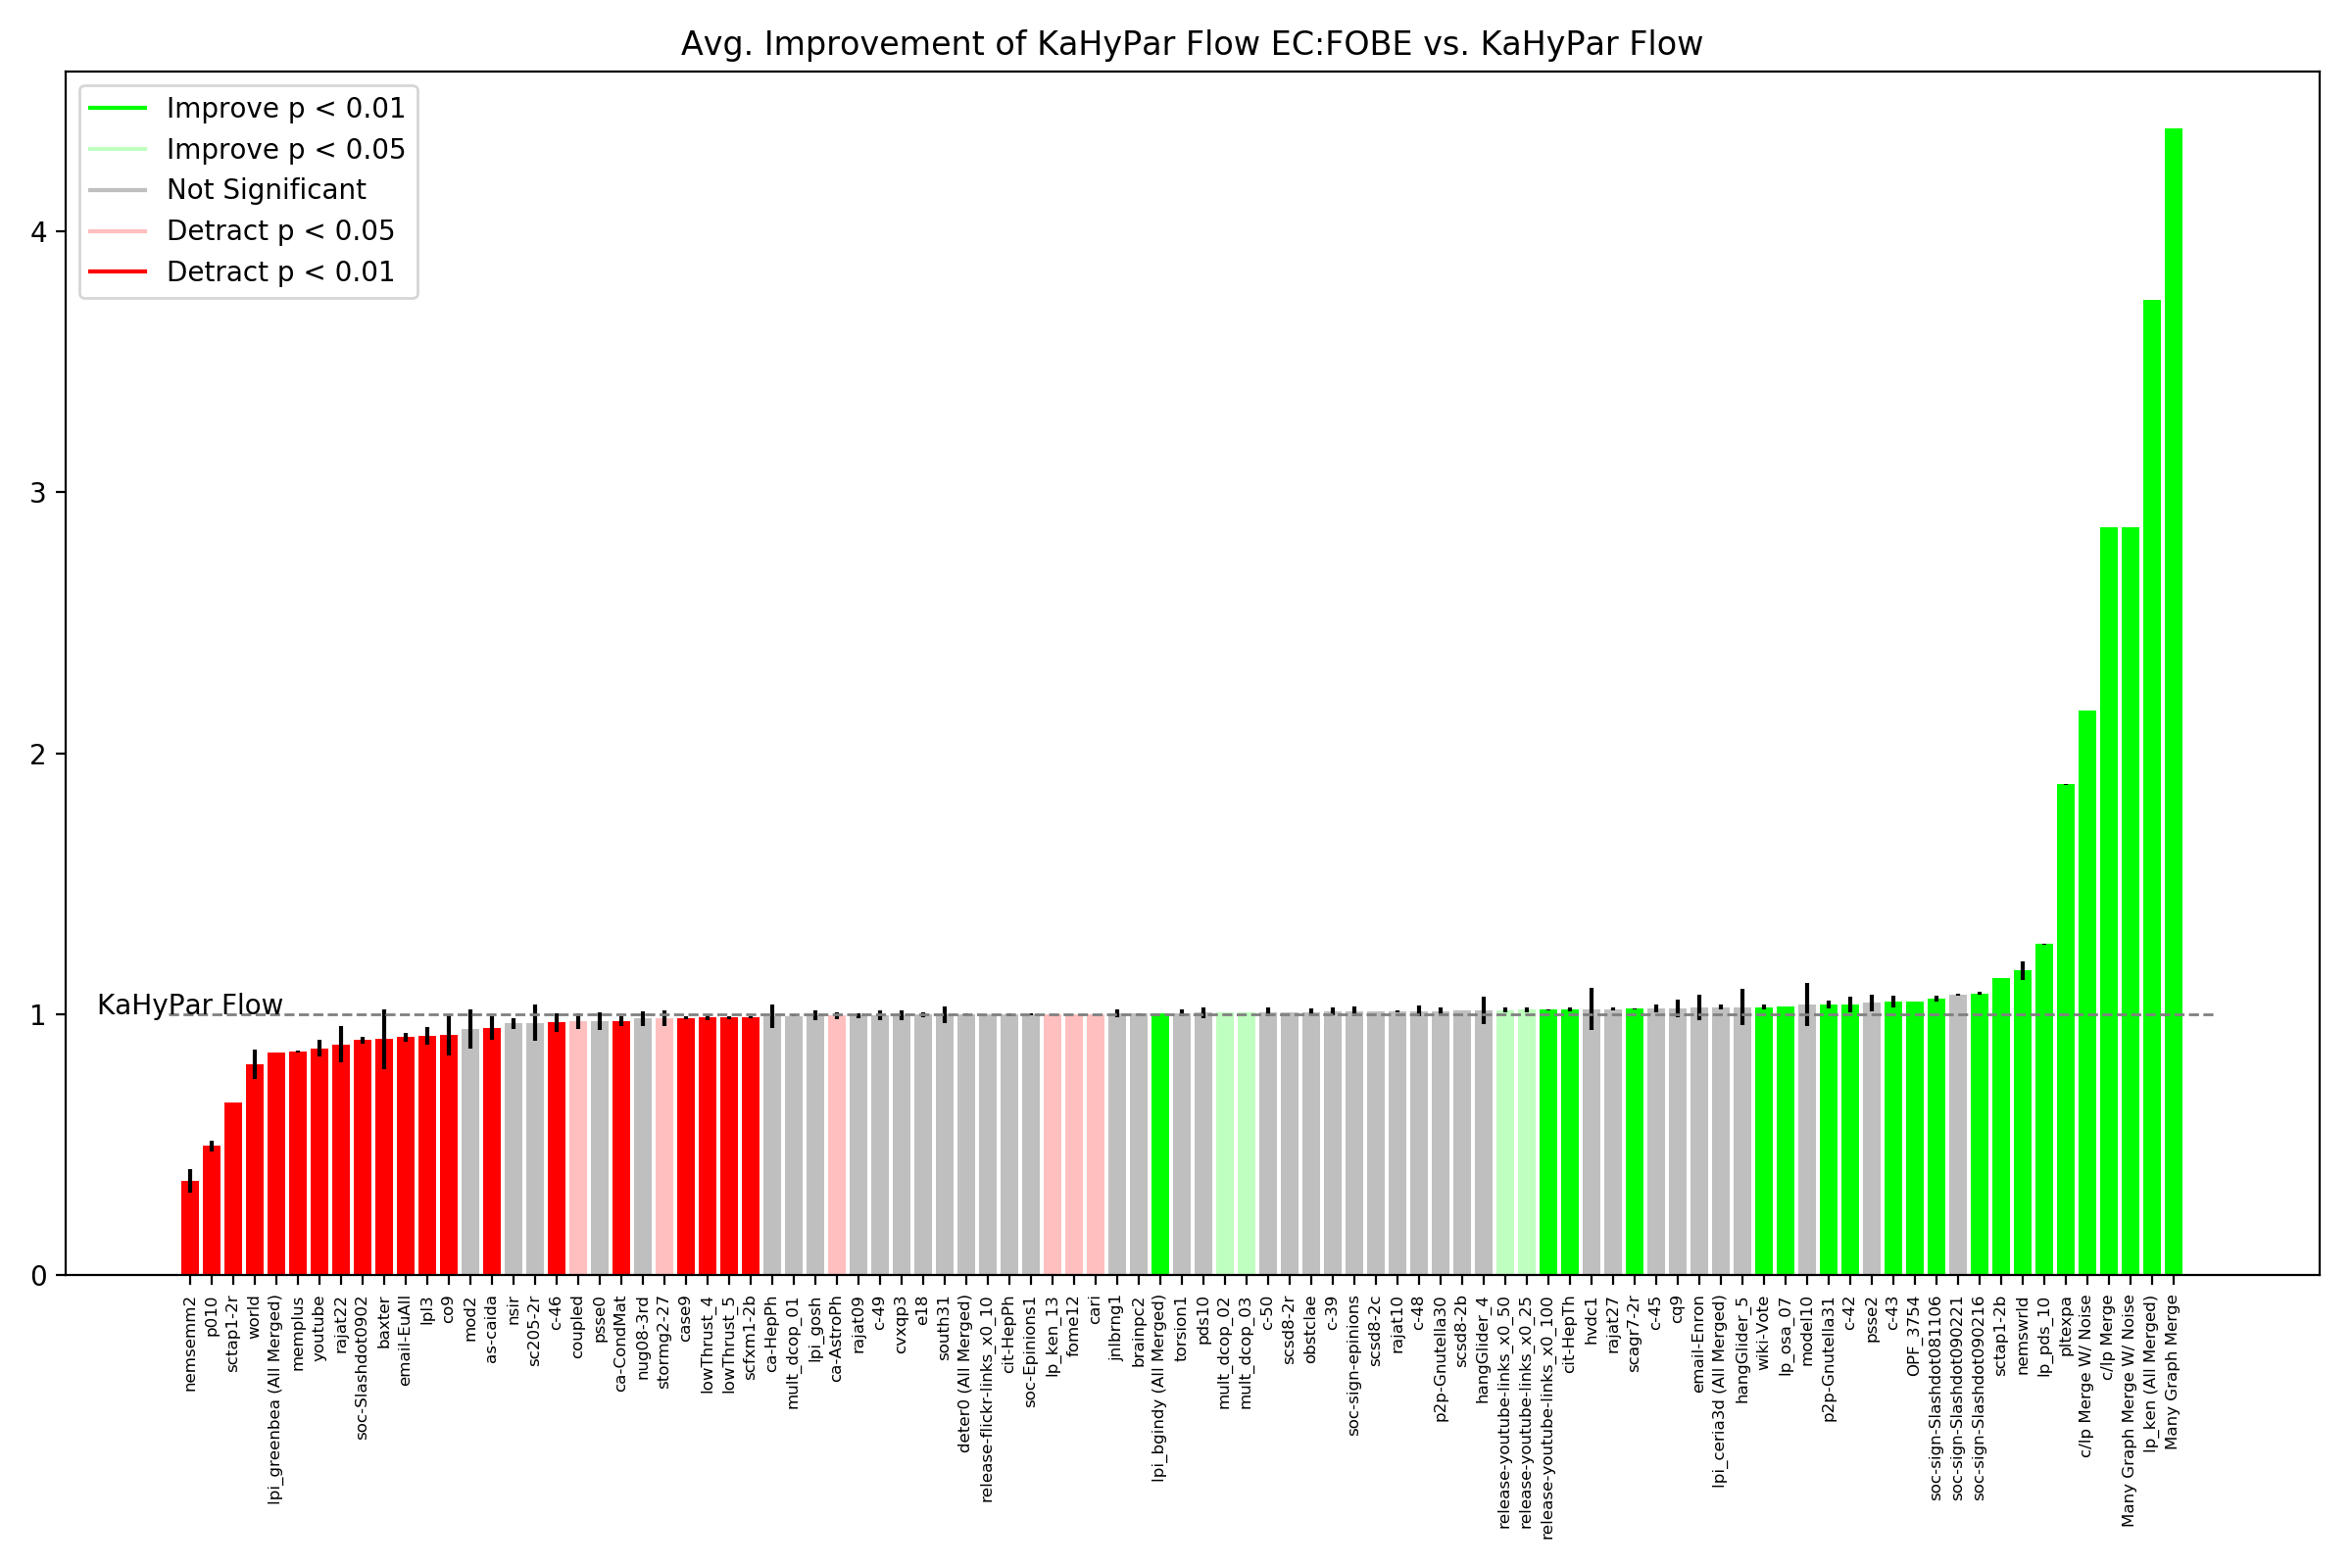 Avg. Improvement of KaHyPar Flow EC:FOBE vs. KaHyPar Flow
Improve p < 0.01
Improve p < 0.05
Not Significant
Detract p < 0.05
Detract p < 0.01
4
3
2
1
0
KaHyPar Flow
nemsemm2
p010
sctap1-2r
world
lpi_greenbea (All Merged)
memplus
youtube
rajat22
soc-Slashdot0902
baxter
email-EuAll
lpl3
co9
mod2
as-caida
nsir
sc205-2r
c-46
coupled
psse0
ca-CondMat
nug08-3rd
stormg2-27
case9
lowThrust_4
lowThrust_5
scfxm1-2b
ca-HepPh
mult_dcop_01
lpi_gosh
ca-AstroPh
rajat09
c-49
cvxqp3
e18
south31
deter0 (All Merged)
release-flickr-links_x0_10
cit-HepPh
soc-Epinions1
lp_ken_13
fome12
cari
jnlbrng1
brainpc2
lpi_bgindy (All Merged)
torsion1
pds10
mult_dcop_02
mult_dcop_03
c-50
scsd8-2r
obstclae
c-39
soc-sign-epinions
scsd8-2c
rajat10
c-48
p2p-Gnutella30
scsd8-2b
hangGlider_4
release-youtube-links_x0_50
release-youtube-links_x0_25
release-youtube-links_x0_100
cit-HepTh
hvdc1
rajat27
scagr7-2r
c-45
cq9
email-Enron
lpi_ceria3d (All Merged)
hangGlider_5
wiki-Vote
lp_osa_07
model10
p2p-Gnutella31
c-42
psse2
c-43
OPF_3754
soc-sign-Slashdot081106
soc-sign-Slashdot090221
soc-sign-Slashdot090216
sctap1-2b
nemswrld
lp_pds_10
pltexpa
c/lp Merge W/ Noise
c/lp Merge
Many Graph Merge W/ Noise
lp_ken (All Merged)
Many Graph Merge